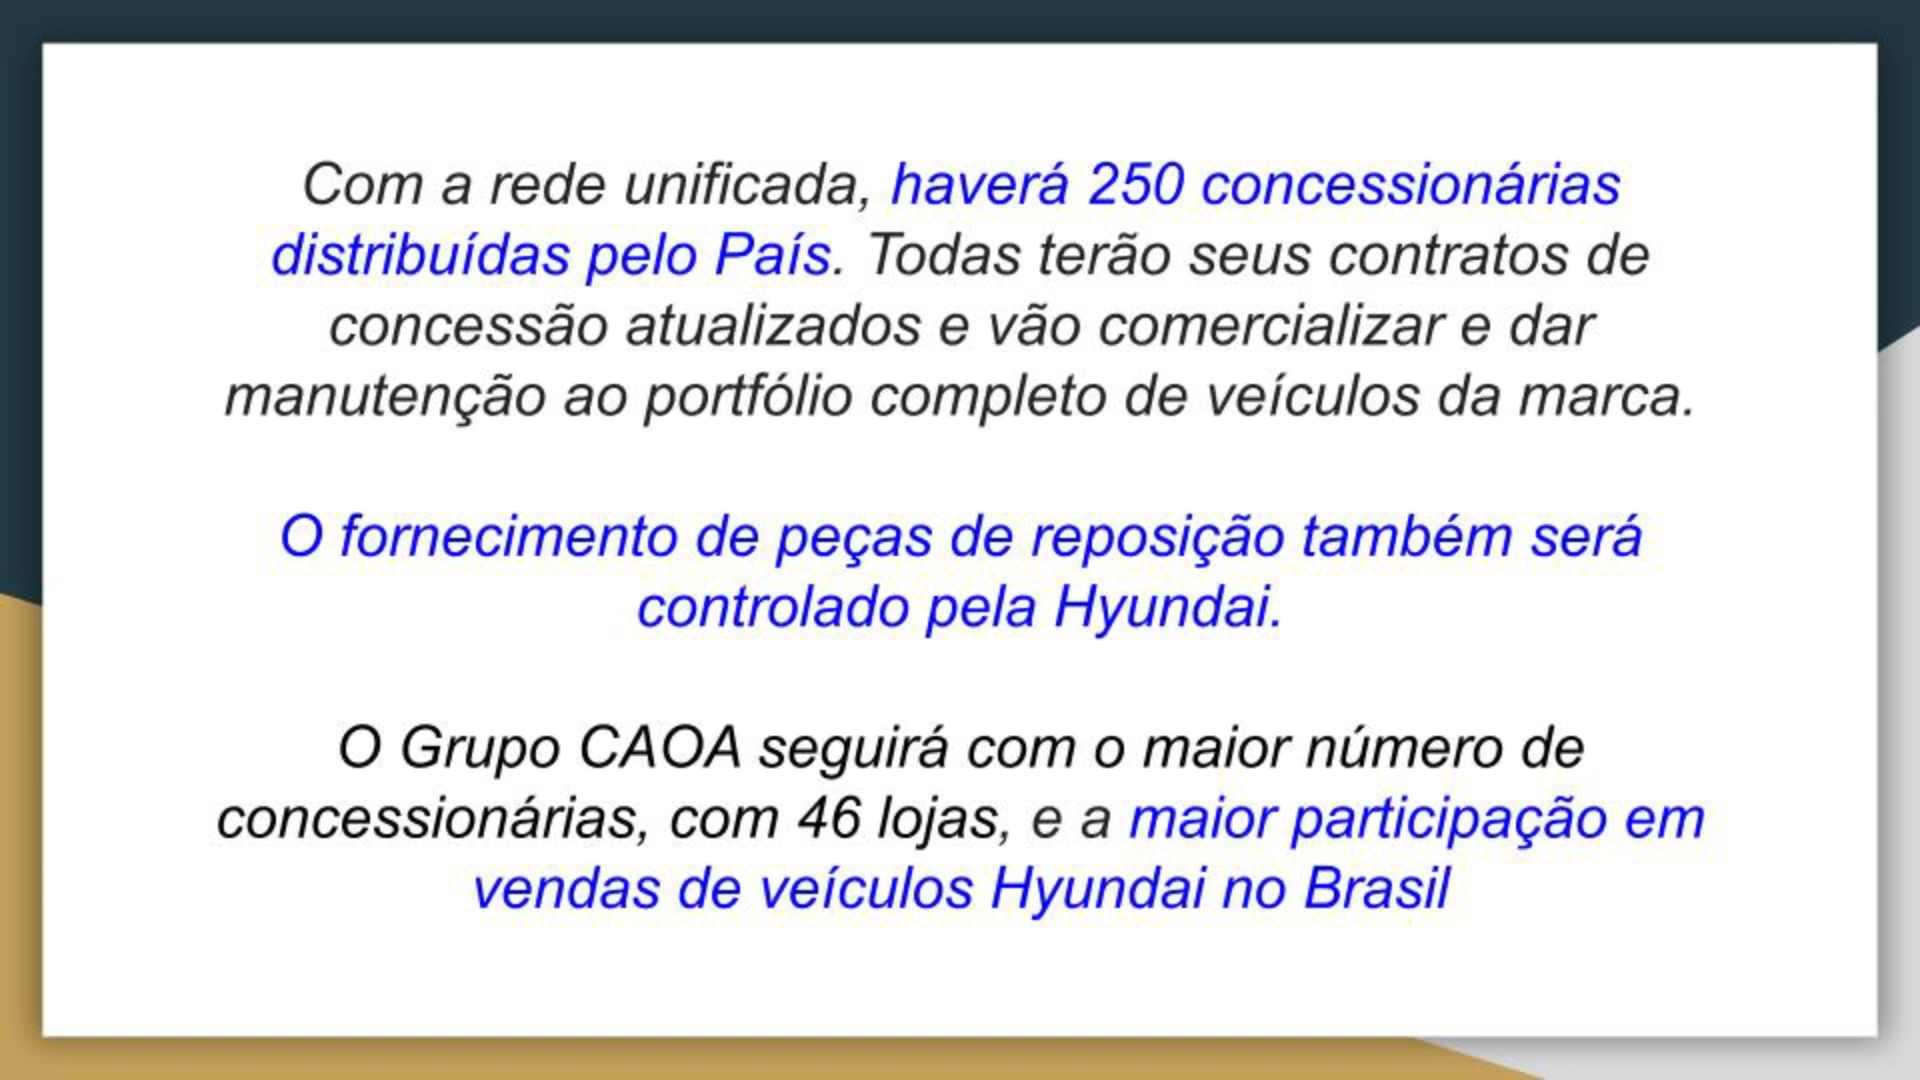 Com a rede unificada, haverá 250 concessionárias
distribuídas pelo País. Todas terão seus contratos de
concessão atualizados e vão comercializar e dar
manutenção ao portfólio completo de veículos da marca.
O fornecimento de peças de reposição também será
controlado pela Hyundai.
O Grupo CAOA seguirá com o maior número de
concessionárias, com 46 lojas, e a maior participação em
vendas de veículos Hyundai no Brasil